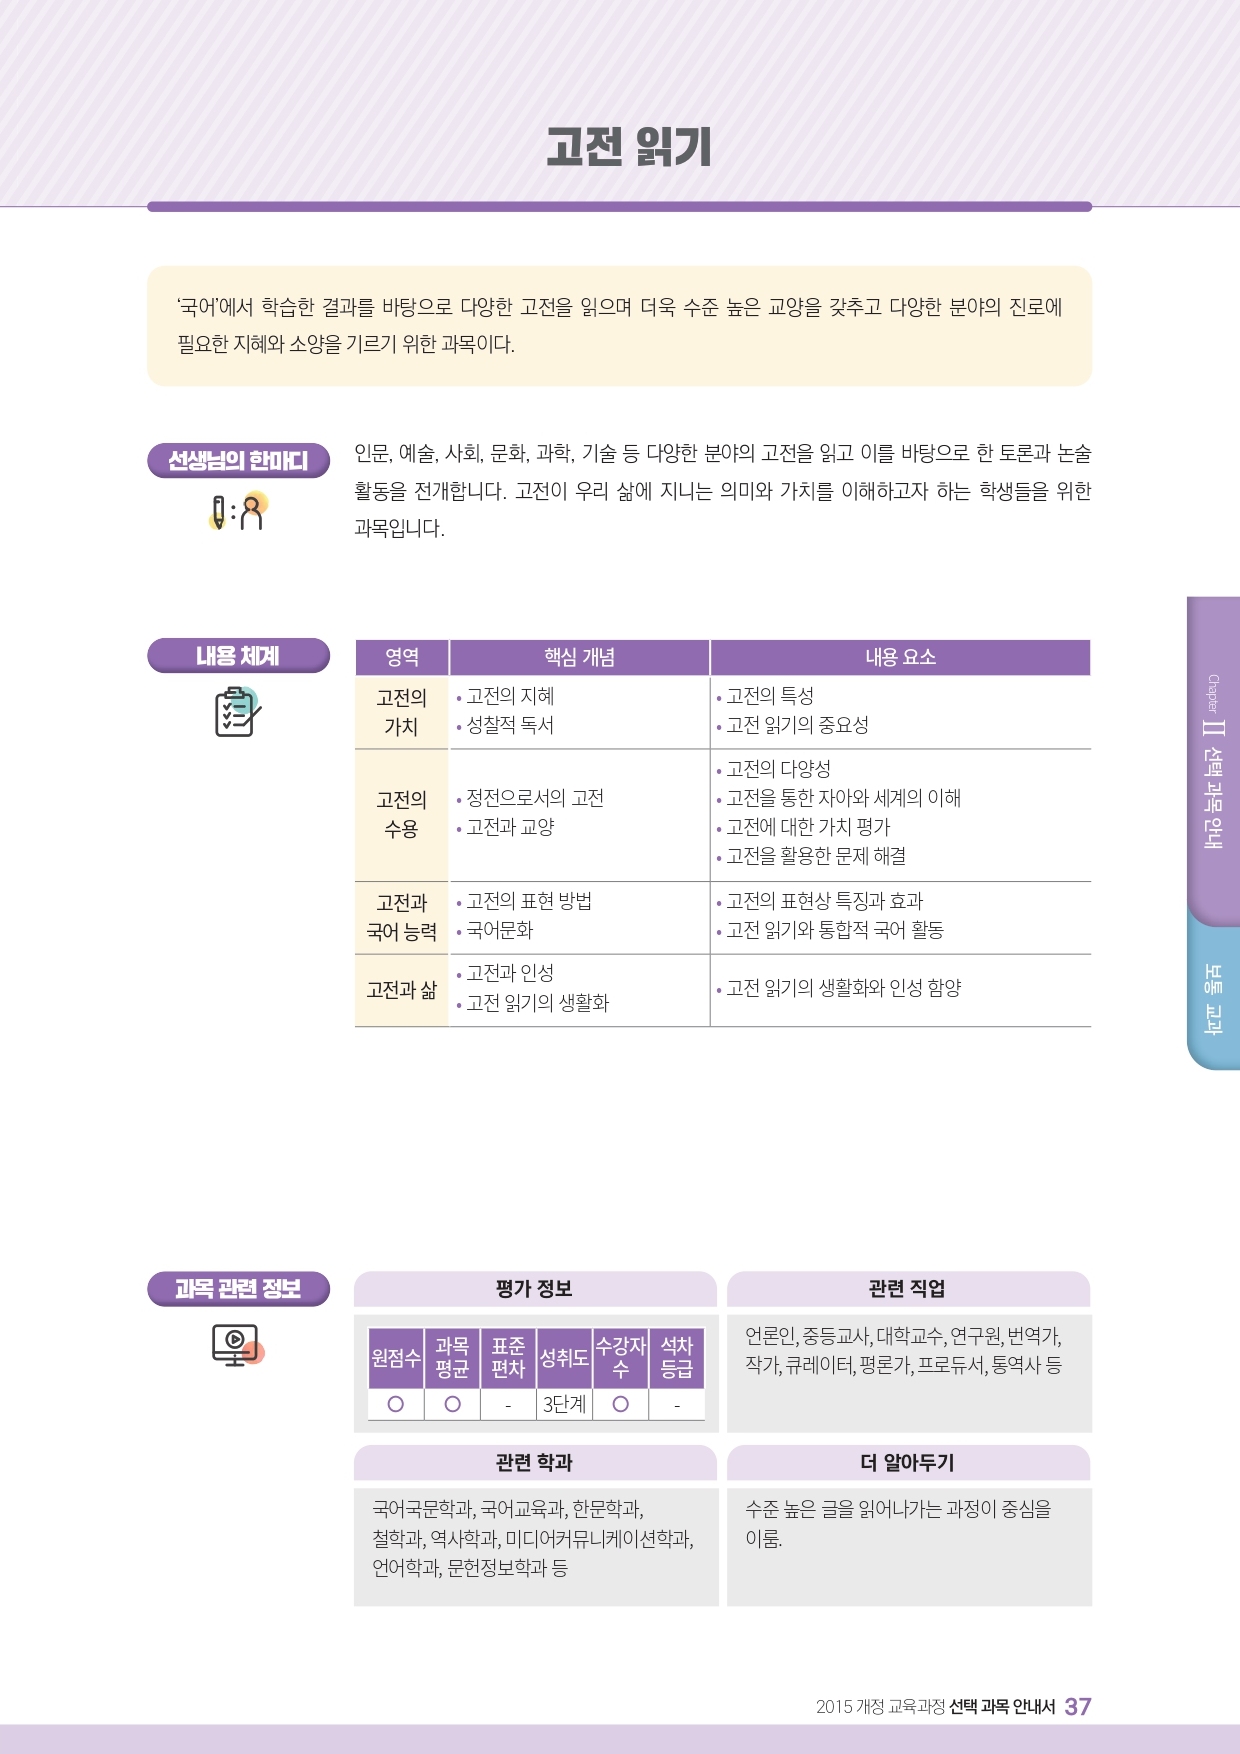 고전 읽기
‘국어’에서 학습한 결과를 바탕으로 다양한 고전을 읽으며 더욱 수준 높은 교양을 갖추고 다양한 분야의 진로에
필요한 지혜와 소양을 기르기 위한 과목이다.
선생님의 한마디
인문, 예술, 사회, 문화, 과학, 기술 등 다양한 분야의 고전을 읽고 이를 바탕으로 한 토론과 논술
활동을 전개합니다. 고전이 우리 삶에 지니는 의미와 가치를 이해하고자 하는 학생들을 위한
과목입니다.
내용 체계
영역 핵심 개념 내용 요소
고전의
가치
• 고전의 지혜
• 성찰적 독서
• 고전의 특성
• 고전 읽기의 중요성
고전의
수용
• 정전으로서의 고전
• 고전과 교양
• 고전의 다양성
• 고전을 통한 자아와 세계의 이해
• 고전에 대한 가치 평가
• 고전을 활용한 문제 해결
고전과
국어 능력
• 고전의 표현 방법
• 국어문화
• 고전의 표현상 특징과 효과
• 고전 읽기와 통합적 국어 활동
고전과 삶
• 고전과 인성
• 고전 읽기의 생활화
• 고전 읽기의 생활화와 인성 함양
Chapter II 선택 과목 안내
보통 교과
과목 관련 정보
평가 정보
원점수 과목 평균 표준 편차 성취도 수강자 수 석차 등급
○ ○ - 3단계 ○ -
관련 직업
언론인, 중등교사, 대학교수, 연구원, 번역가,
작가, 큐레이터, 평론가, 프로듀서, 통역사 등
관련 학과
국어국문학과, 국어교육과, 한문학과,
철학과, 역사학과, 미디어커뮤니케이션학과,
언어학과, 문헌정보학과 등
더 알아두기
수준 높은 글을 읽어나가는 과정이 중심을
이룸.
2015 개정 교육과정 선택 과목 안내서 37